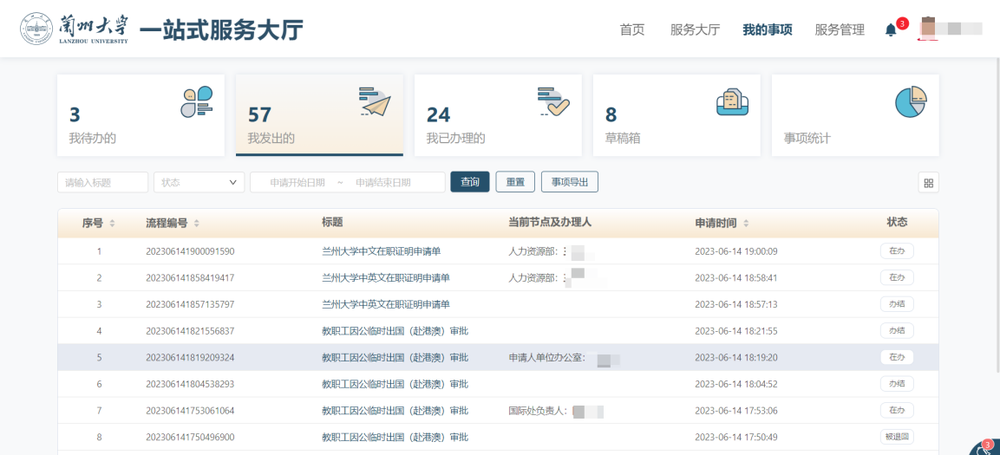 兰州大学 一站式服务大厅 首页 服务大厅 我的事项 服务管理 3
LANZHOU UNIVERSITY
3 57 24 8
我待办的 我发出的 我已办理的 草稿箱 事项统计
请输入标题 状态 申请开始日期 ~ 申请结束日期 查询 重置 事项导出
序号 流程编号 标题 当前节点及办理人 申请时间 状态
1 202306141900091590 兰州大学中文在职证明申请单 人力资源部: 2023-06-14 19:00:09 在办
2 202306141858419417 兰州大学中英文在职证明申请单 人力资源部: 2023-06-14 18:58:41 在办
3 202306141857135797 兰州大学中英文在职证明申请单 2023-06-14 18:57:13 办结
4 202306141821556837 教职工因公临时出国（赴港澳）审批 2023-06-14 18:21:55 办结
5 202306141819209324 教职工因公临时出国（赴港澳）审批 申请人单位办公室: 2023-06-14 18:19:20 在办
6 202306141804538293 教职工因公临时出国（赴港澳）审批 2023-06-14 18:04:52 办结
7 202306141753061064 教职工因公临时出国（赴港澳）审批 国际处负责人: 2023-06-14 17:53:06 在办
8 202306141750496900 教职工因公临时出国（赴港澳）审批 2023-06-14 17:50:49 被退回
3